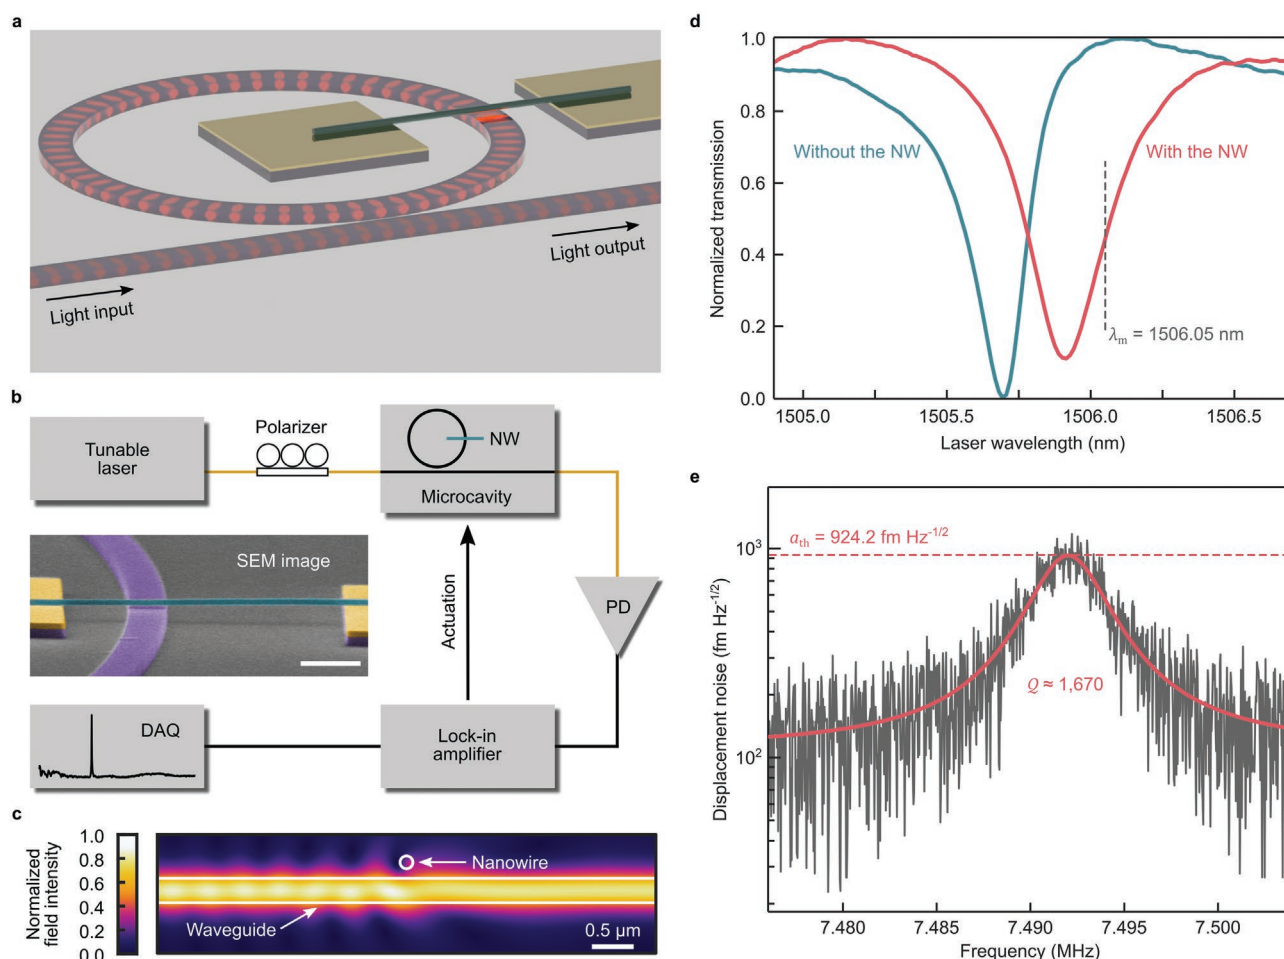 a
Light input
Light output
b
Tunable
laser
Polarizer
NW
Microcavity
SEM image
Actuation
PD
DAQ
Lock-in
amplifier
c
Normalized
field intensity
1.0
0.8
0.6
0.4
0.2
0.0
Nanowire
Waveguide
0.5 μm
d
Normalized transmission
1.0
0.8
0.6
0.4
0.2
0.0
Without the NW
With the NW
λm = 1506.05 nm
1505.0
1505.5
1506.0
1506.5
Laser wavelength (nm)
e
Displacement noise (fm Hz-1/2)
10³
10²
ath = 924.2 fm Hz-1/2
Q ≈ 1,670
7.480
7.485
7.490
7.495
7.500
Frequency (MHz)